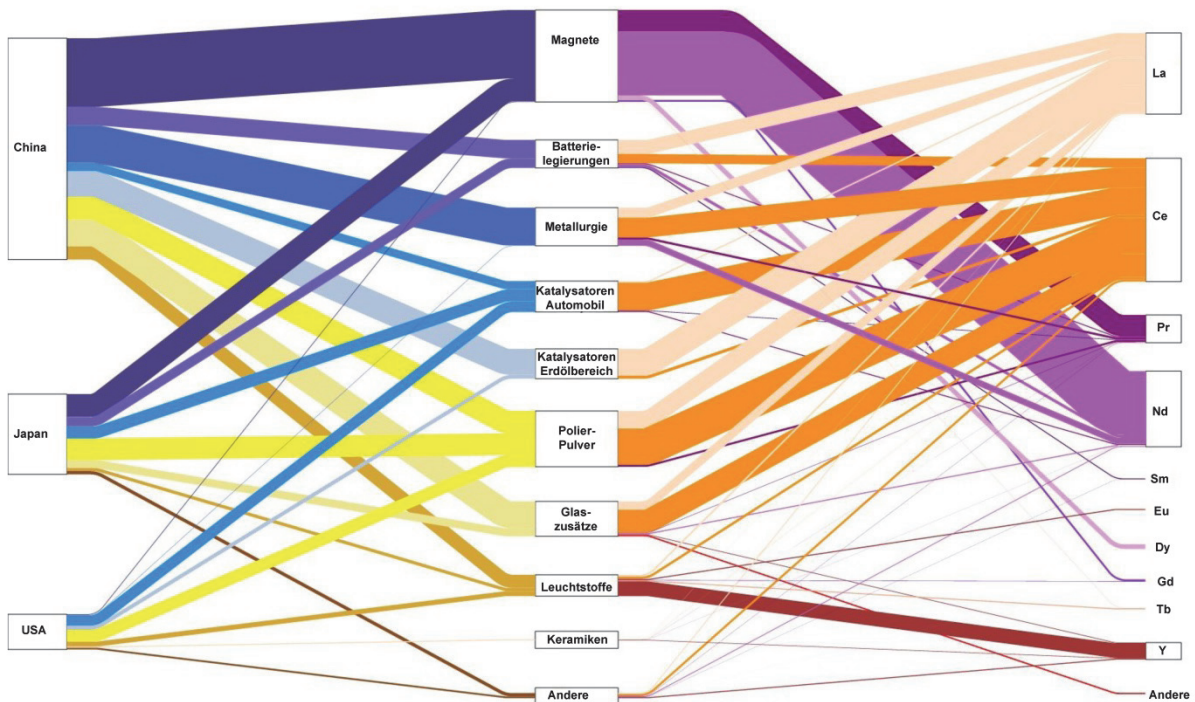 China
Japan
USA
Magnete
Batterie-
legierungen
Metallurgie
Katalysatoren
Automobil
Katalysatoren
Erdölbereich
Polier-
Pulver
Glas-
zusätze
Leuchtstoffe
Keramiken
Andere
La
Ce
Pr
Nd
Sm
Eu
Dy
Gd
Tb
Y
Andere